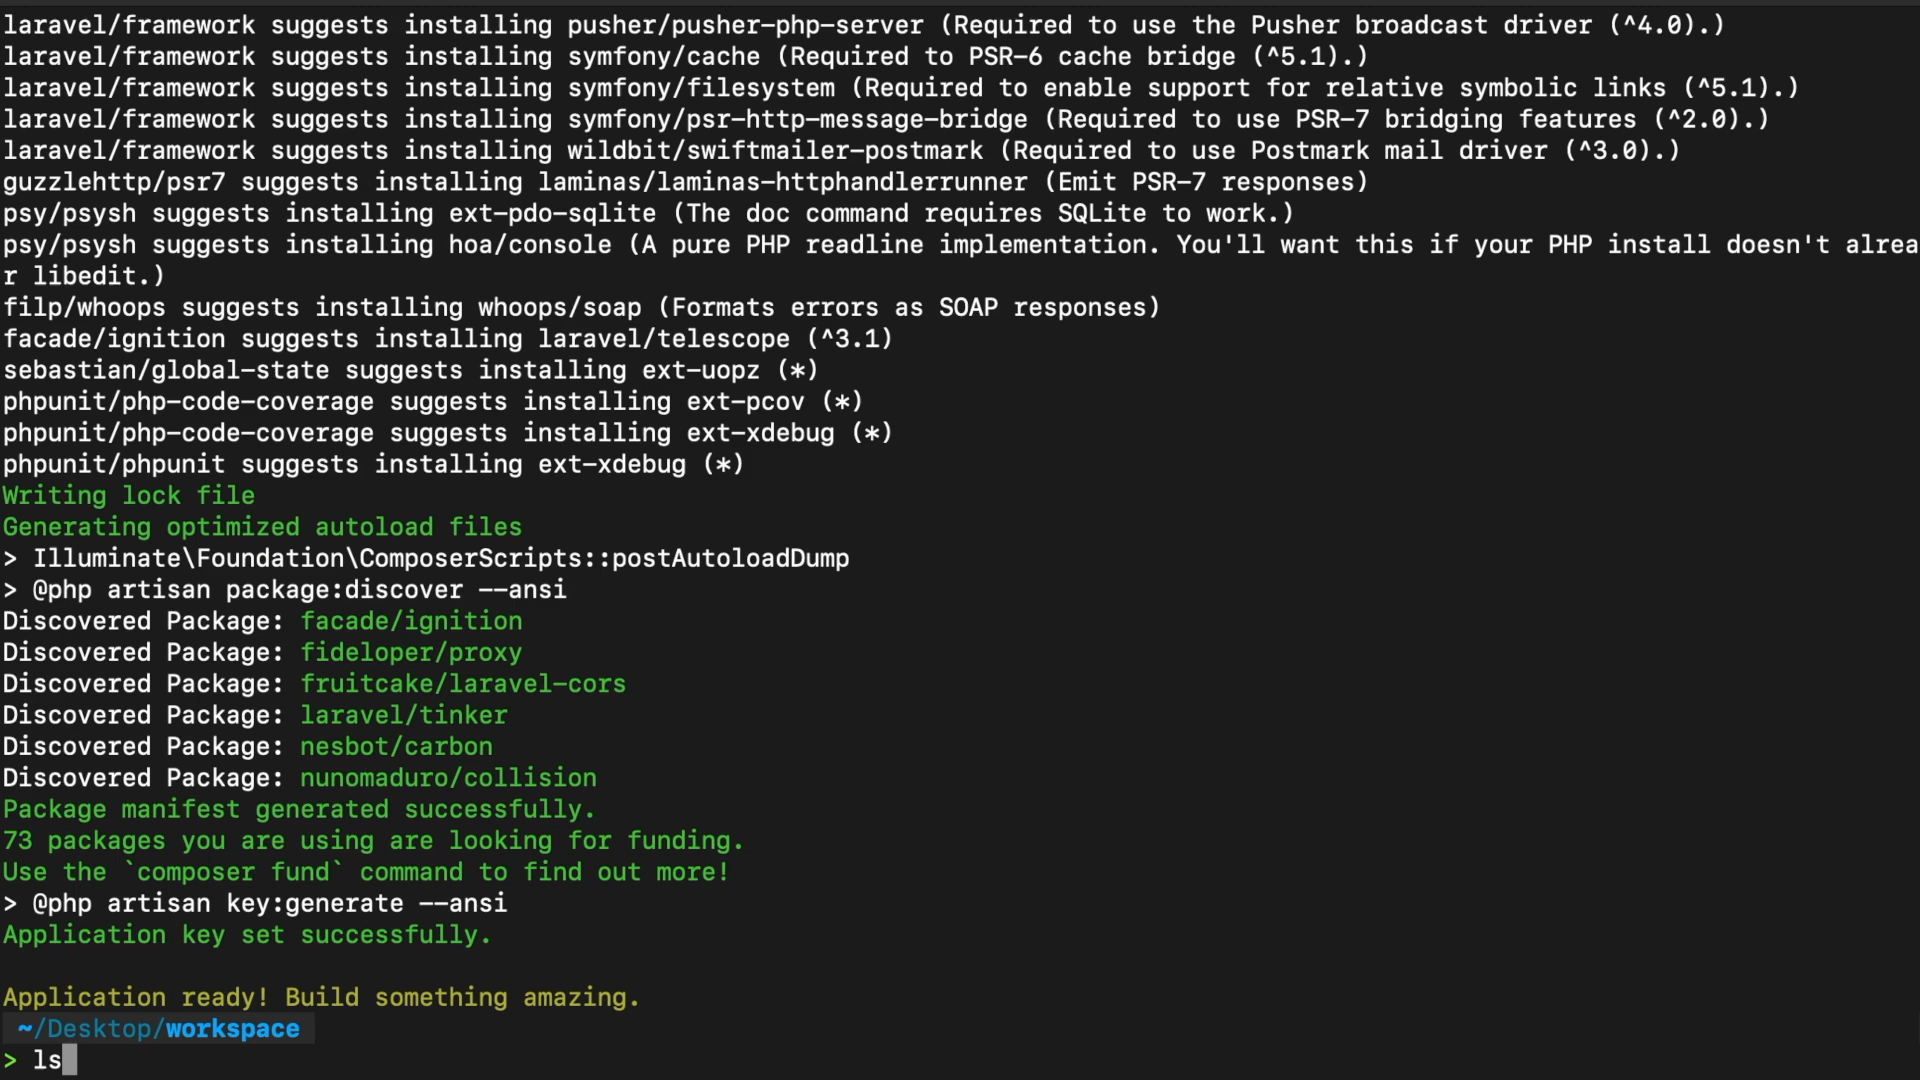 laravel/framework suggests installing pusher/pusher-php-server (Required to use the Pusher broadcast driver (^4.0).)
laravel/framework suggests installing symfony/cache (Required to PSR-6 cache bridge (^5.1).)
laravel/framework suggests installing symfony/filesystem (Required to enable support for relative symbolic links (^5.1).)
laravel/framework suggests installing symfony/psr-http-message-bridge (Required to use PSR-7 bridging features (^2.0).)
laravel/framework suggests installing wildbit/swiftmailer-postmark (Required to use Postmark mail driver (^3.0).)
guzzlehttp/psr7 suggests installing laminas/laminas-httphandlerrunner (Emit PSR-7 responses)
psy/psysh suggests installing ext-pdo-sqlite (The doc command requires SQLite to work.)
psy/psysh suggests installing hoa/console (A pure PHP readline implementation. You'll want this if your PHP install doesn't alrea
r libedit.)
filp/whoops suggests installing whoops/soap (Formats errors as SOAP responses)
facade/ignition suggests installing laravel/telescope (^3.1)
sebastian/global-state suggests installing ext-uopz (*)
phpunit/php-code-coverage suggests installing ext-pcov (*)
phpunit/php-code-coverage suggests installing ext-xdebug (*)
phpunit/phpunit suggests installing ext-xdebug (*)
Writing lock file
Generating optimized autoload files
> Illuminate\Foundation\ComposerScripts::postAutoloadDump
> @php artisan package:discover --ansi
Discovered Package: facade/ignition
Discovered Package: fideloper/proxy
Discovered Package: fruitcake/laravel-cors
Discovered Package: laravel/tinker
Discovered Package: nesbot/carbon
Discovered Package: nunomaduro/collision
Package manifest generated successfully.
73 packages you are using are looking for funding.
Use the `composer fund` command to find out more!
> @php artisan key:generate --ansi
Application key set successfully.
Application ready! Build something amazing.
~/Desktop/workspace
> ls